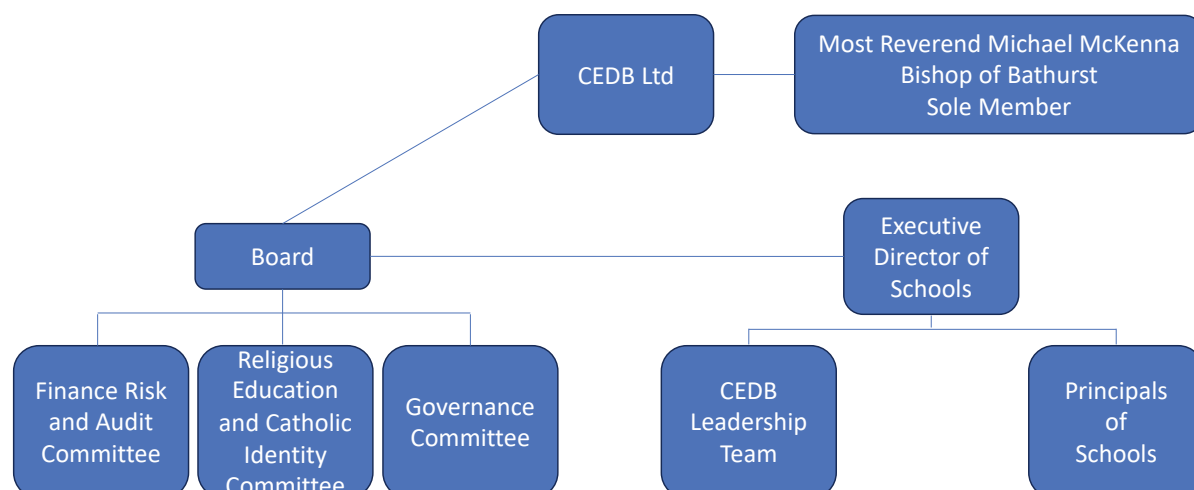 CEDB Ltd
Most Reverend Michael McKenna
Bishop of Bathurst
Sole Member
Board
Executive
Director of
Schools
Finance Risk
and Audit
Committee
Religious
Education
and Catholic
Identity
Committee
Governance
Committee
CEDB
Leadership
Team
Principals
of
Schools